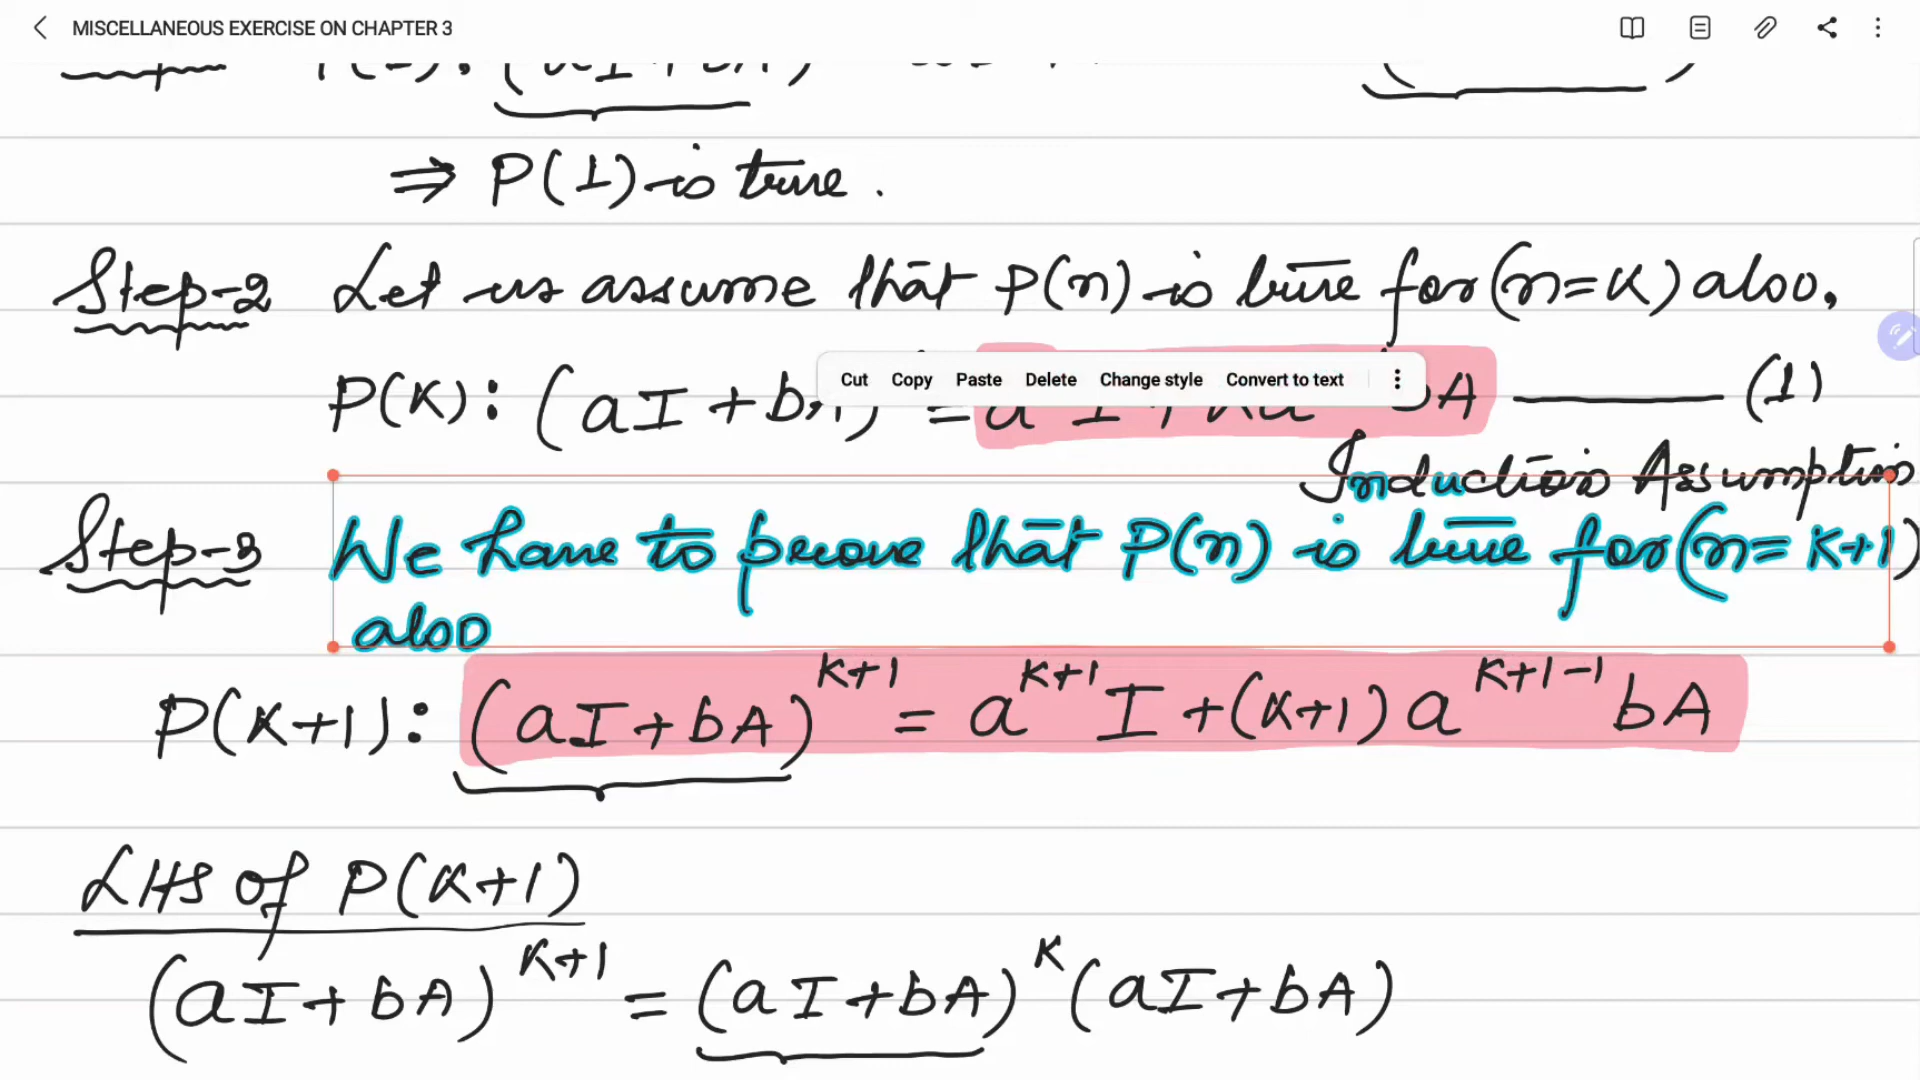 MISCELLANEOUS EXERCISE ON CHAPTER 3
⇒ P(1) is true.
Step-2 Let us assume that P(n) is true for (n=K) also,
Cut Copy Paste Delete Change style Convert to text
P(K): (aI + bA) = a I + Ka bA ——— (1)
Induction Assumption
Step-3 We have to prove that P(n) is true for (n=K+1)
also
P(K+1): (aI+bA)^{K+1} = a^{K+1} I + (K+1) a^{K+1-1} bA
LHS of P(K+1)
(aI+bA)^{K+1} = (aI+bA)^K (aI+bA)